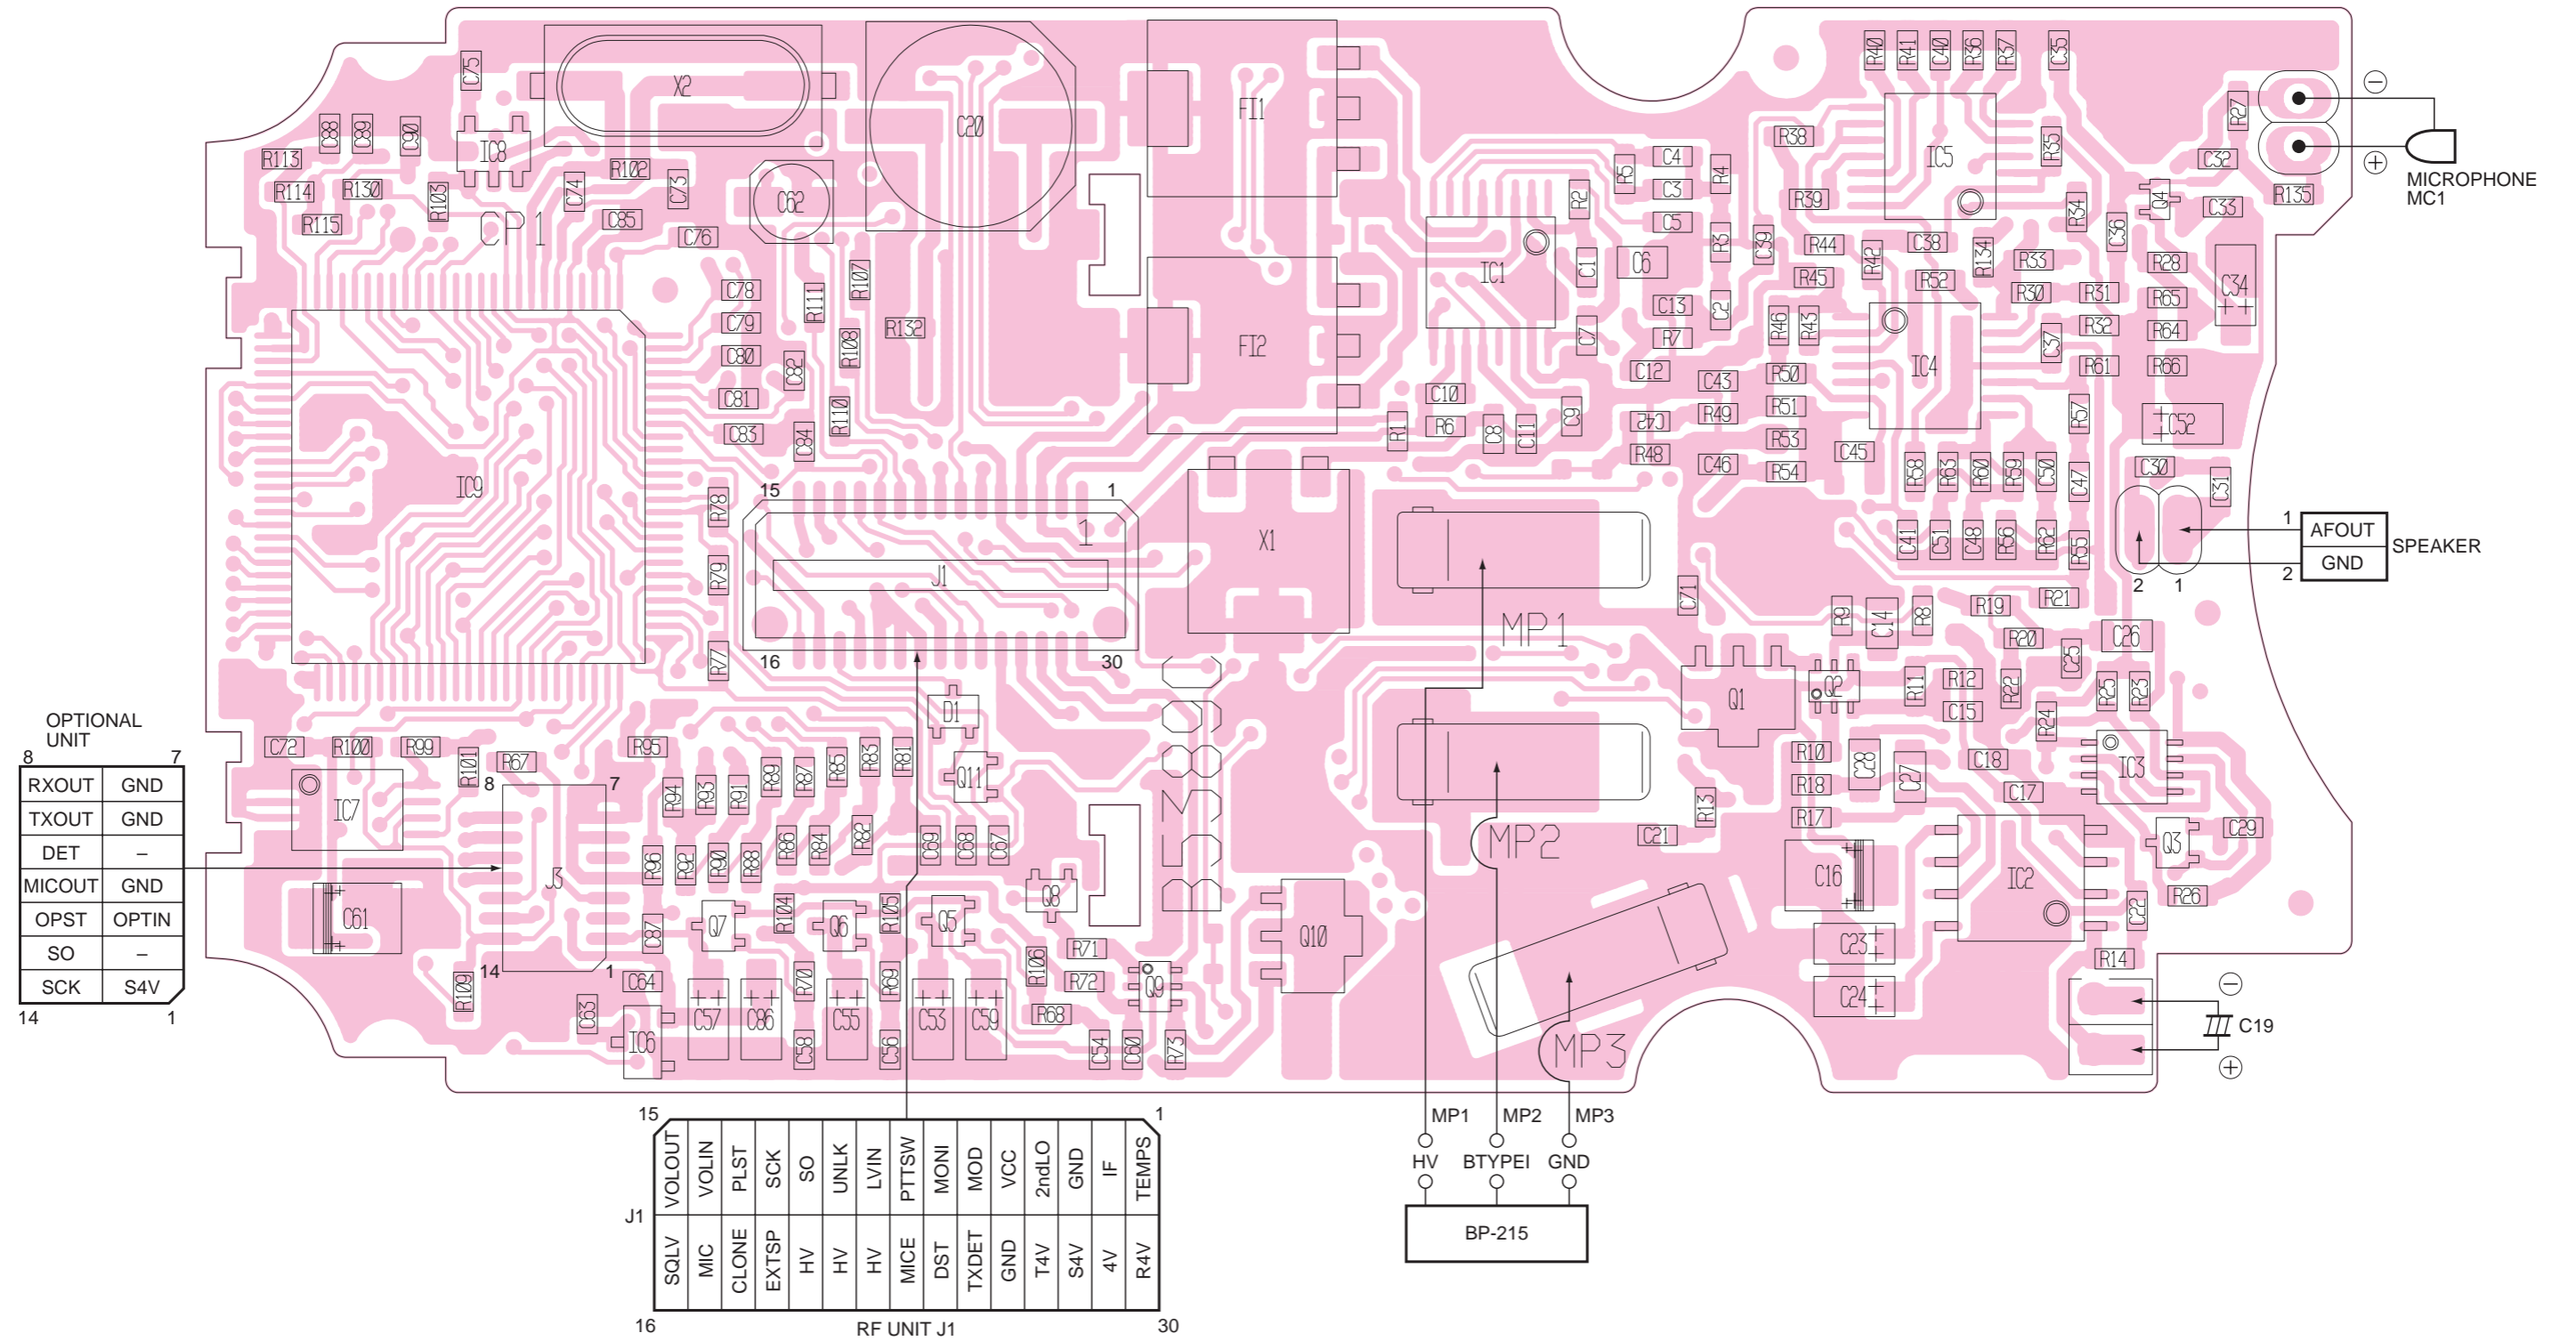 C75
X2
C20
FI1
R40
R41
C40
R36
R37
C35
R27
⊖
⊕
MICROPHONE
MC1
C88
C89
C90
IC8
R113
R114
R130
R115
R103
R102
C74
C73
C85
C76
CP1
C62
R38
IC5
R35
C32
R135
C4
C3
C5
R5
R4
R2
R39
R34
Q4
C33
C36
C78
C79
C80
C81
C83
C82
C84
R111
R107
R108
R110
R132
FI2
IC1
C1
C6
R3
C39
C13
C2
C7
R7
R44
R45
R42
C38
R134
R52
R33
R30
R31
R32
R28
R65
R64
R66
C34
R46
R43
C37
IC4
R61
C12
C43
R50
C10
R6
R1
C8
C11
C9
C42
R49
R51
R48
C46
R53
R54
C45
R57
C52
C30
C31
R58
R63
R60
R59
C50
C47
IC9
R78
R79
R77
15
1
1
J1
16
30
X1
MP1
C41
C51
C48
R56
R62
R55
1 AFOUT
2 GND
SPEAKER
2 1
C71
R9
C14
R8
R19
R21
R20
C26
C25
Q1
Q2
R11
R12
C15
R22
R24
R25
R23
OPTIONAL
UNIT
8 7
RXOUT GND
TXOUT GND
DET –
MICOUT GND
OPST OPTIN
SO –
SCK S4V
14 1
C72
R100
R99
R101
R67
R95
IC7
8
7
J3
14
1
C61
R109
R94
R93
R91
R89
R87
R85
R83
R81
R96
R92
R90
R88
R86
R84
R82
D1
Q11
C69
C68
C67
Q8
C87
Q7
R104
Q6
R105
Q5
R106
R71
R72
R68
Q9
C64
C63
IC6
C57
C86
R70
C58
C55
R69
C56
C53
C59
C54
C60
R73
Q10
MP2
MP3
R13
C21
R10
R18
R17
C28
C27
C18
C17
IC3
C16
IC2
Q3
C29
R26
C22
R14
C23
C24
⊖
C19
⊕
15 1
VOLOUT VOLIN PLST SCK SO UNLK LVIN PTTSW MONI MOD VCC 2ndLO GND IF TEMPS
J1
SQLV MIC CLONE EXTSP HV HV HV MICE DST TXDET GND T4V S4V 4V R4V
16 30
RF UNIT J1
MP1 MP2 MP3
HV BTYPEI GND
BP-215